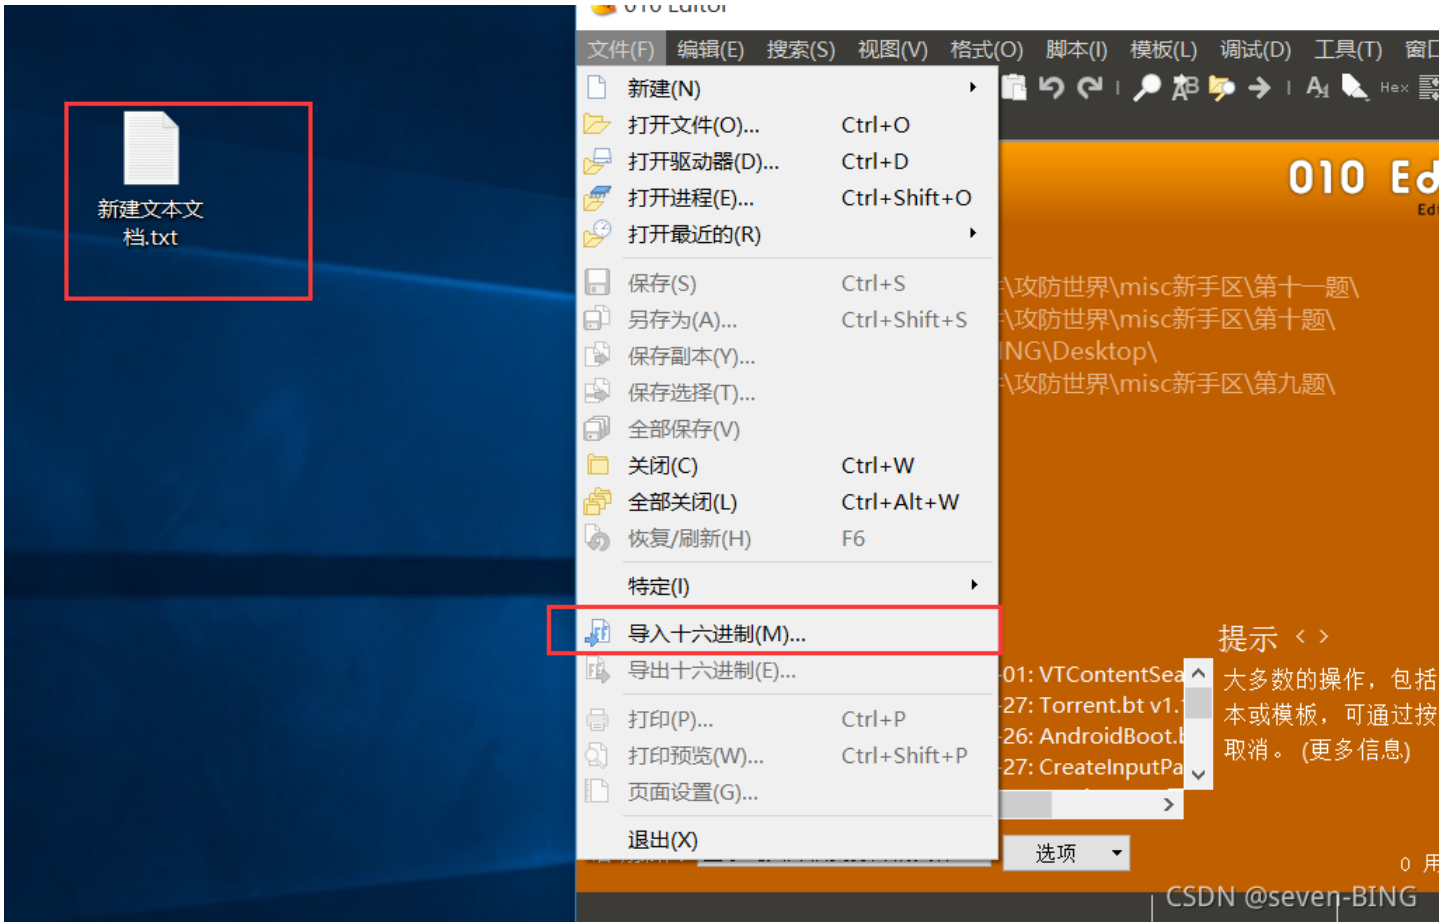 010 Editor
文件(F) 编辑(E) 搜索(S) 视图(V) 格式(O) 脚本(I) 模板(L) 调试(D) 工具(T) 窗口
Hex
新建文本文
档.txt
新建(N)
打开文件(O)... Ctrl+O
打开驱动器(D)... Ctrl+D
打开进程(E)... Ctrl+Shift+O
打开最近的(R)
保存(S) Ctrl+S
另存为(A)... Ctrl+Shift+S
保存副本(Y)...
保存选择(T)...
全部保存(V)
关闭(C) Ctrl+W
全部关闭(L) Ctrl+Alt+W
恢复/刷新(H) F6
特定(I)
导入十六进制(M)...
导出十六进制(E)...
打印(P)... Ctrl+P
打印预览(W)... Ctrl+Shift+P
页面设置(G)...
退出(X)
010 Ed
Edi
\攻防世界\misc新手区\第十一题\
\攻防世界\misc新手区\第十题\
ING\Desktop\
\攻防世界\misc新手区\第九题\
提示 < >
大多数的操作，包括
本或模板，可通过按
取消。 (更多信息)
-01: VTContentSea
-27: Torrent.bt v1.
-26: AndroidBoot.b
-27: CreateInputPa
选项
0 用
CSDN @seven-BING